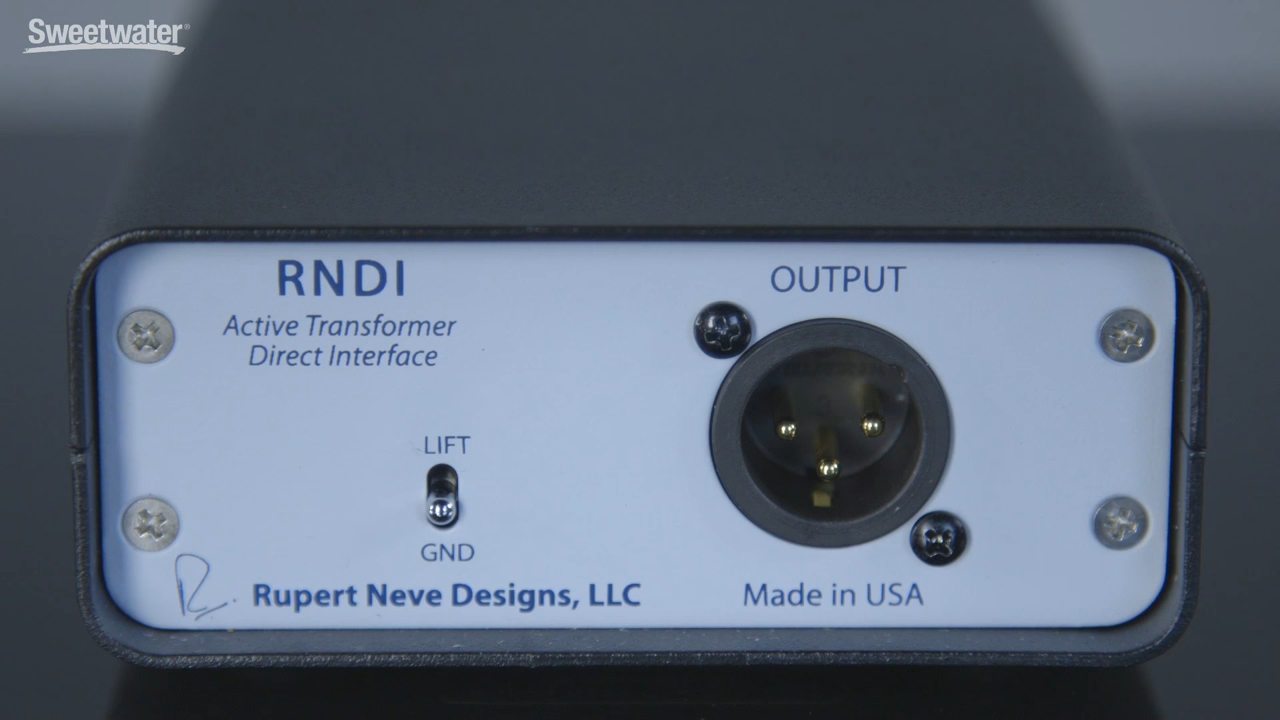 Sweetwater®
RNDI
Active Transformer
Direct Interface
OUTPUT
LIFT
GND
Rupert Neve Designs, LLC
Made in USA